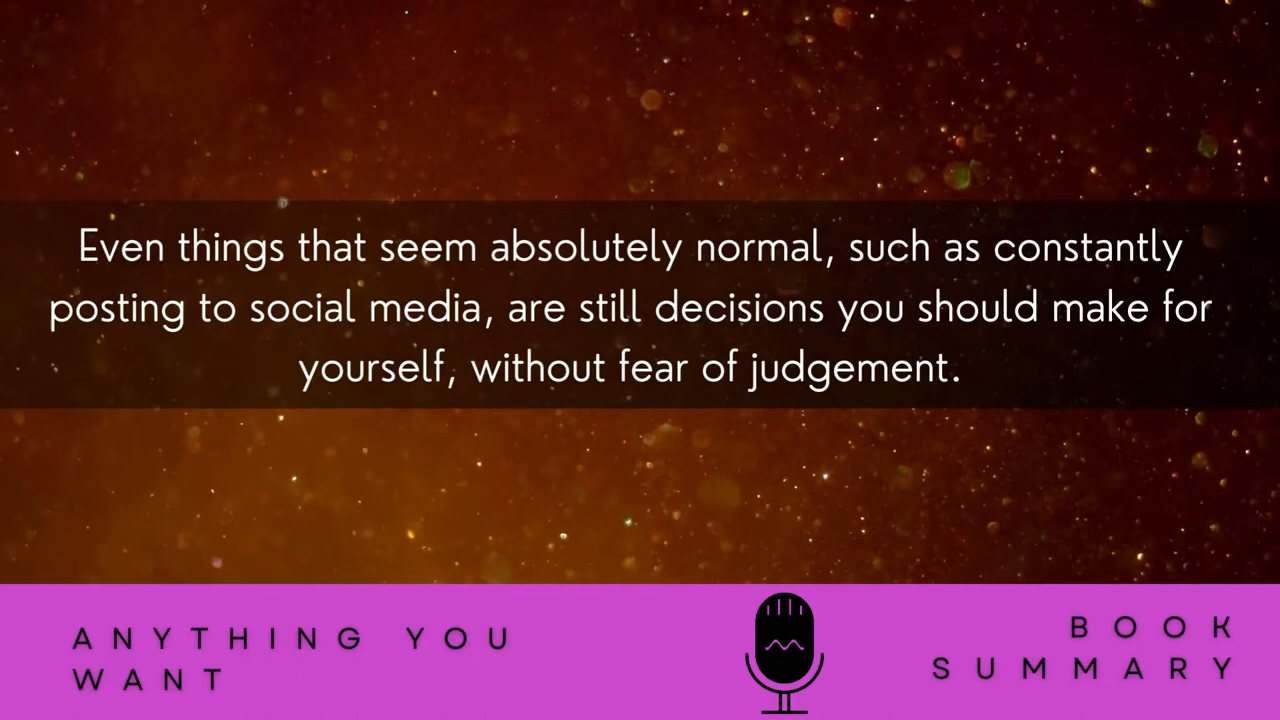 Even things that seem absolutely normal, such as constantly
posting to social media, are still decisions you should make for
yourself, without fear of judgement.
ANYTHING YOU
WANT
BOOK
SUMMARY